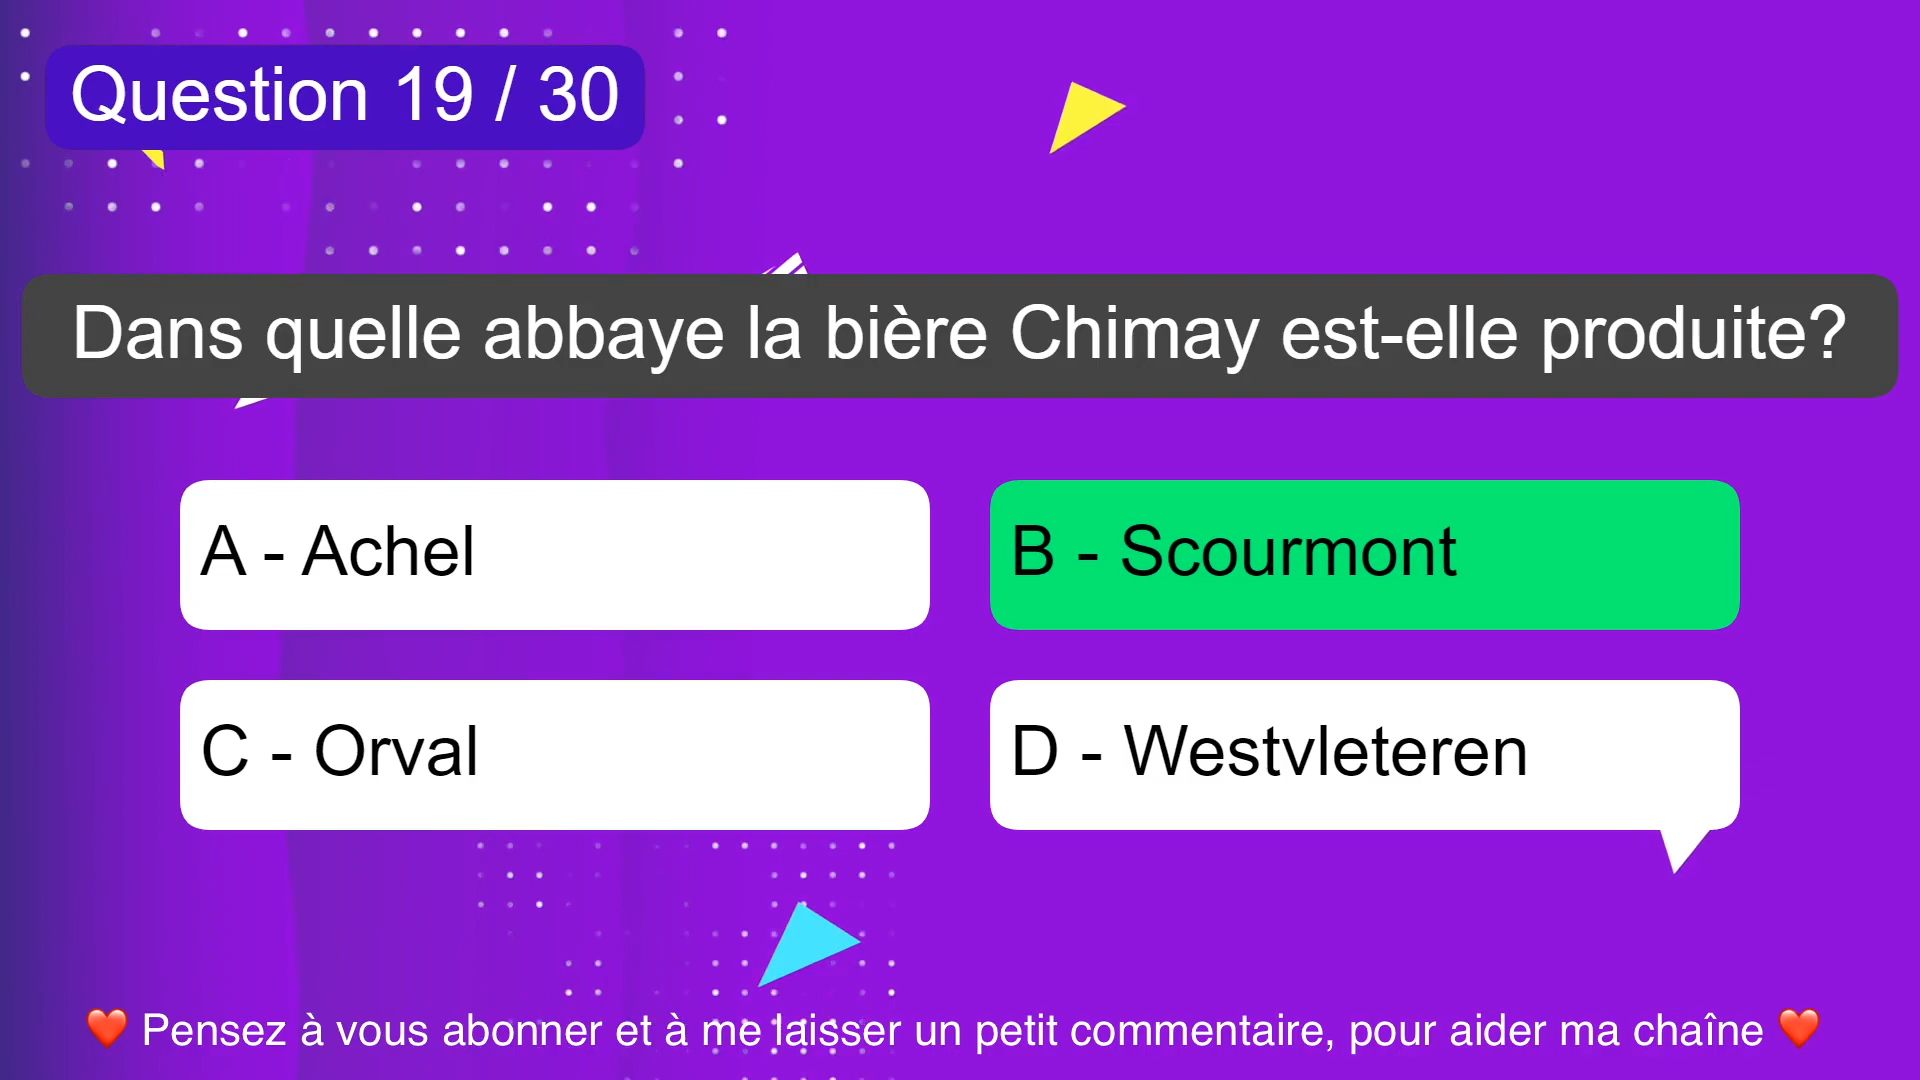 Question 19 / 30
Dans quelle abbaye la bière Chimay est-elle produite?
A - Achel
B - Scourmont
C - Orval
D - Westvleteren
❤️ Pensez à vous abonner et à me laisser un petit commentaire, pour aider ma chaîne ❤️